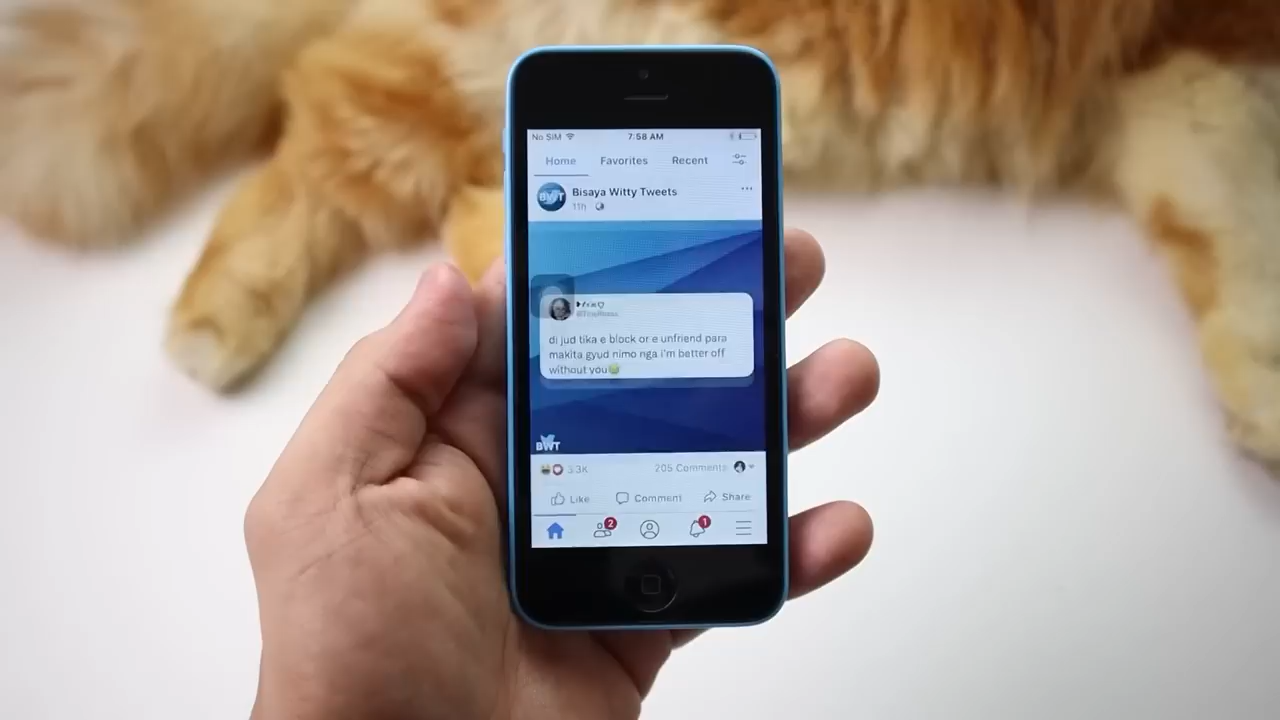 No SIM
7:58 AM
Home Favorites Recent
BWT
Bisaya Witty Tweets
11h
di jud tika e block or e unfriend para
makita gyud nimo nga i'm better off
without you
BWT
3.3K
205 Comments
Like Comment Share
2
1